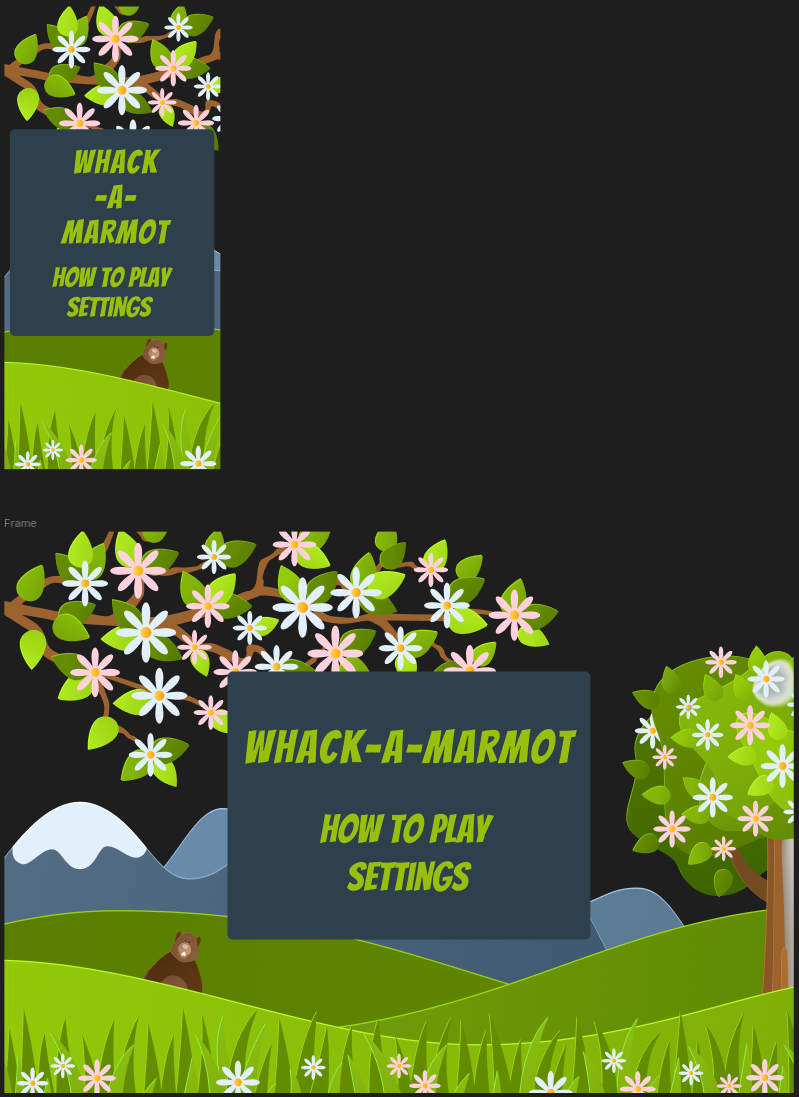 WHACK
-A-
MARMOT
HOW TO PLAY
SETTINGS
Frame
WHACK-A-MARMOT
HOW TO PLAY
SETTINGS